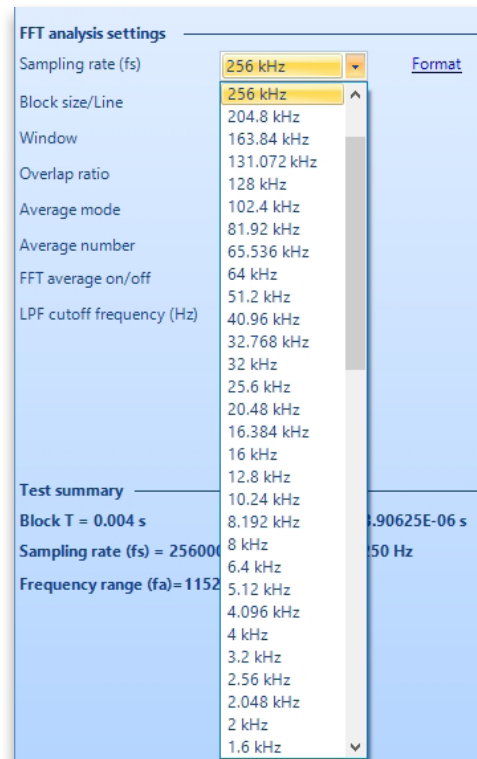 FFT analysis settings
Sampling rate (fs) 256 kHz Format
256 kHz
Block size/Line
204.8 kHz
Window 163.84 kHz
131.072 kHz
Overlap ratio
128 kHz
Average mode 102.4 kHz
81.92 kHz
Average number 65.536 kHz
FFT average on/off 64 kHz
51.2 kHz
LPF cutoff frequency (Hz) 40.96 kHz
32.768 kHz
32 kHz
25.6 kHz
20.48 kHz
16.384 kHz
16 kHz
12.8 kHz
Test summary 10.24 kHz
Block T = 0.004 s 8.192 kHz .90625E-06 s
8 kHz
Sampling rate (fs) = 25600 6.4 kHz 50 Hz
5.12 kHz
Frequency range (fa)=1152
4.096 kHz
4 kHz
3.2 kHz
2.56 kHz
2.048 kHz
2 kHz
1.6 kHz